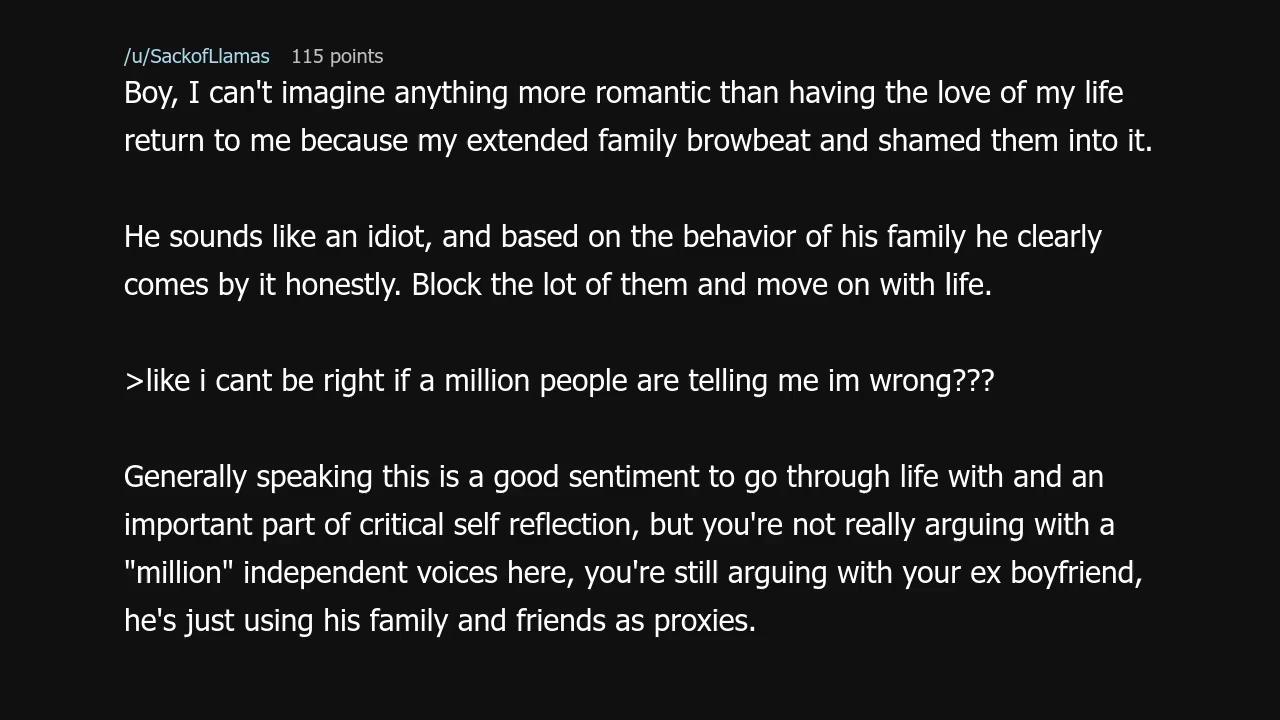 /u/SackofLlamas 115 points
Boy, I can't imagine anything more romantic than having the love of my life
return to me because my extended family browbeat and shamed them into it.
He sounds like an idiot, and based on the behavior of his family he clearly
comes by it honestly. Block the lot of them and move on with life.
>like i cant be right if a million people are telling me im wrong???
Generally speaking this is a good sentiment to go through life with and an
important part of critical self reflection, but you're not really arguing with a
"million" independent voices here, you're still arguing with your ex boyfriend,
he's just using his family and friends as proxies.